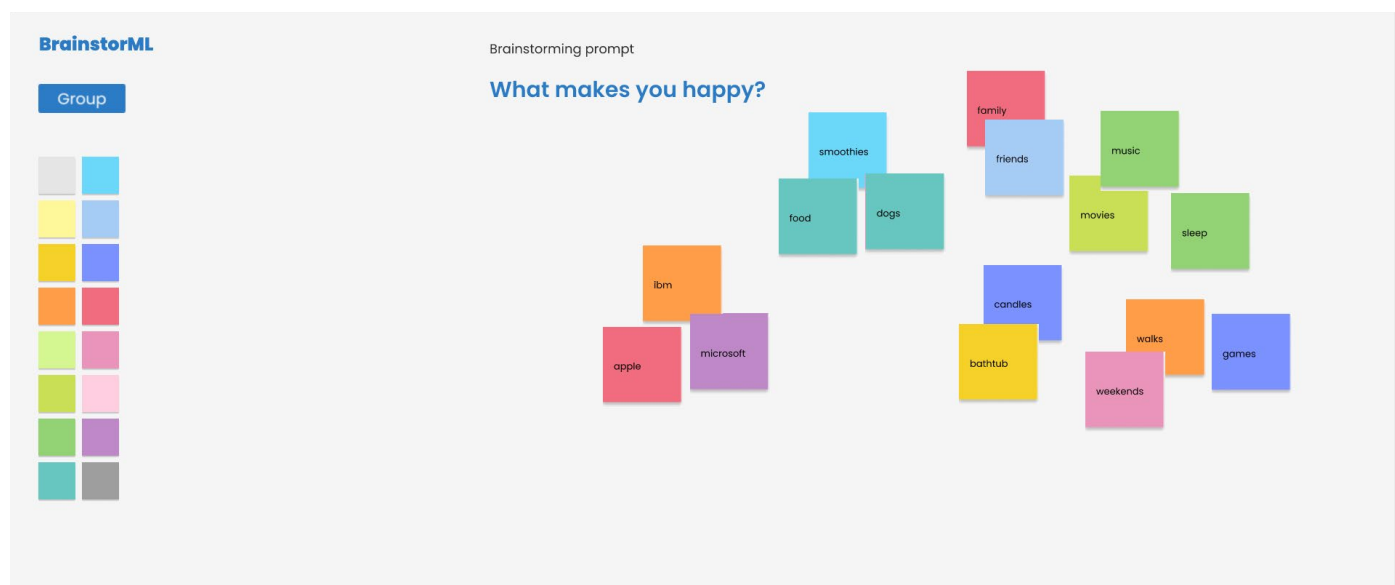 BrainstorML
Group
Brainstorming prompt
What makes you happy?
family
friends
music
smoothies
movies
food
dogs
sleep
ibm
apple
microsoft
candles
bathtub
walks
games
weekends